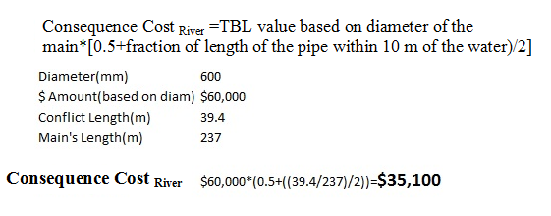 Consequence Cost River =TBL value based on diameter of the
main*[0.5+fraction of length of the pipe within 10 m of the water)/2]
Diameter(mm) 600
$ Amount(based on diam) $60,000
Conflict Length(m) 39.4
Main's Length(m) 237
Consequence Cost River $60,000*(0.5+((39.4/237)/2))=$35,100